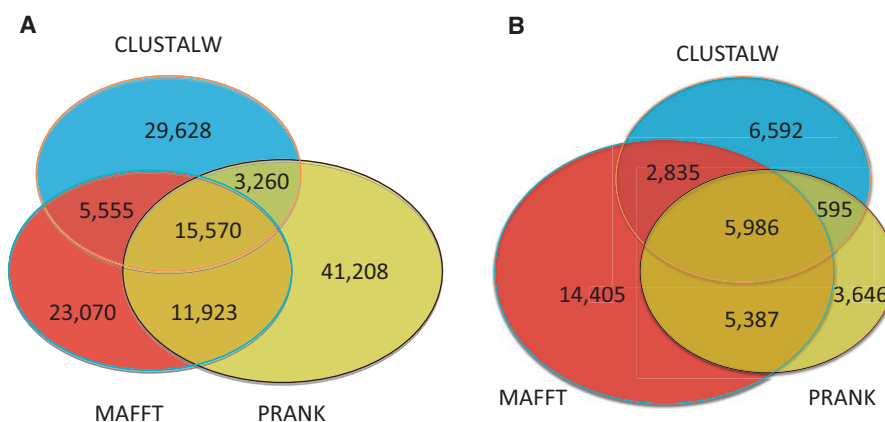 A
CLUSTALW
29,628
3,260
5,555
15,570
41,208
23,070
11,923
MAFFT
PRANK
B
CLUSTALW
6,592
2,835
595
5,986
14,405
3,646
5,387
MAFFT
PRANK